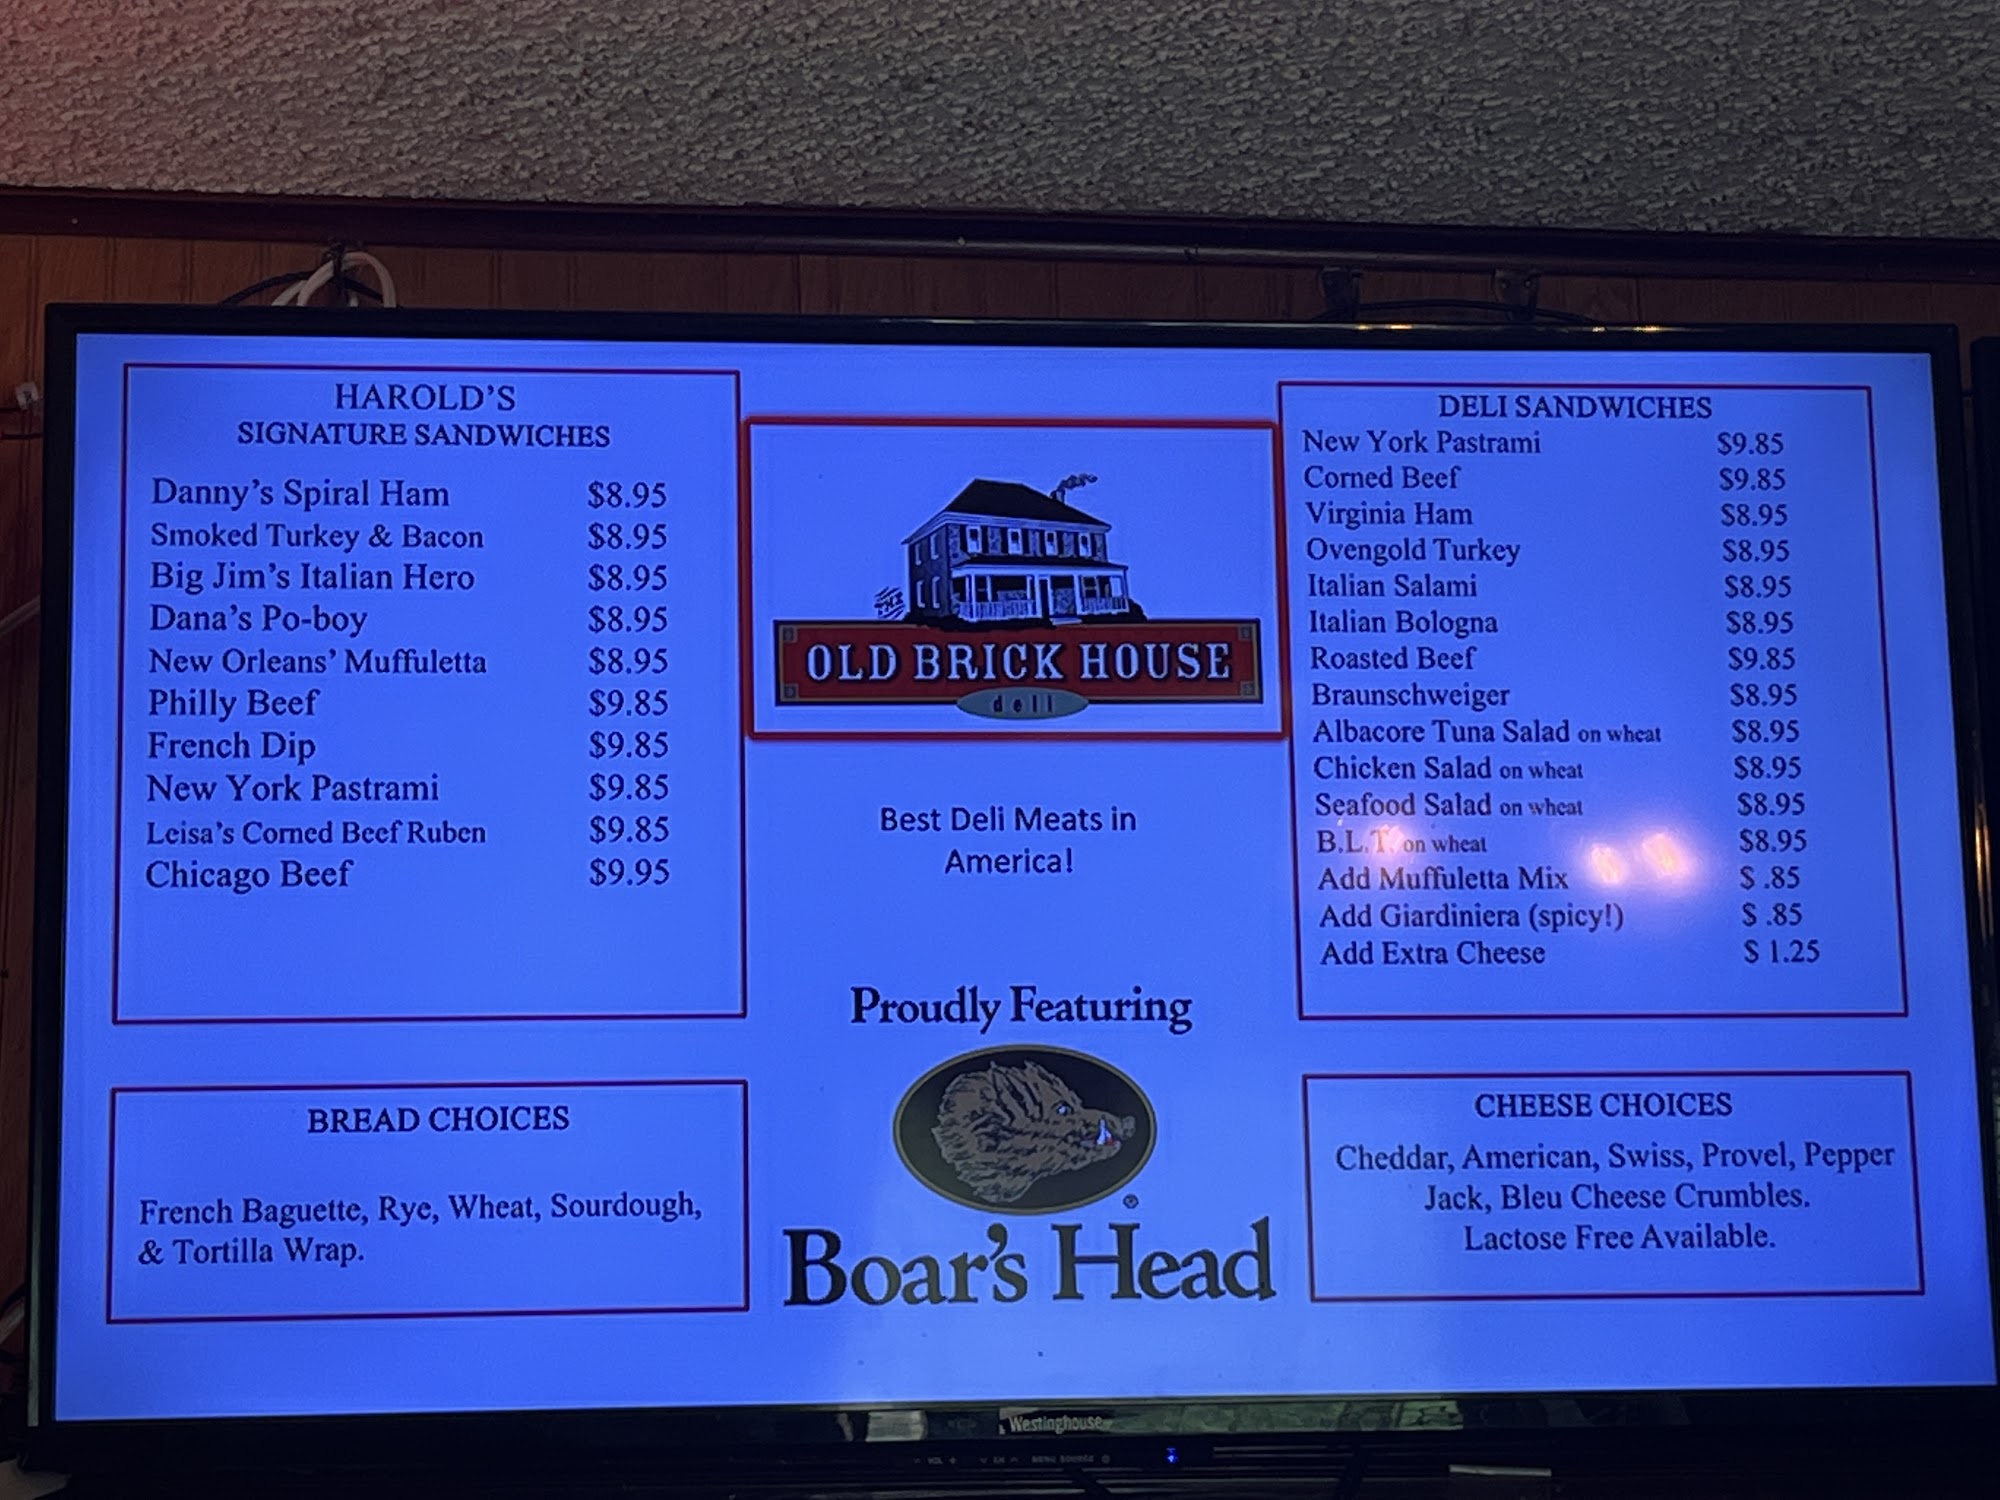 HAROLD'S
SIGNATURE SANDWICHES
Danny's Spiral Ham $8.95
Smoked Turkey & Bacon $8.95
Big Jim's Italian Hero $8.95
Dana's Po-boy $8.95
New Orleans' Muffuletta $8.95
Philly Beef $9.85
French Dip $9.85
New York Pastrami $9.85
Leisa's Corned Beef Ruben $9.85
Chicago Beef $9.95
BREAD CHOICES
French Baguette, Rye, Wheat, Sourdough,
& Tortilla Wrap.
THE
OLD BRICK HOUSE
deli
Best Deli Meats in
America!
Proudly Featuring
®
Boar's Head
DELI SANDWICHES
New York Pastrami $9.85
Corned Beef $9.85
Virginia Ham $8.95
Ovengold Turkey $8.95
Italian Salami $8.95
Italian Bologna $8.95
Roasted Beef $9.85
Braunschweiger $8.95
Albacore Tuna Salad on wheat $8.95
Chicken Salad on wheat $8.95
Seafood Salad on wheat $8.95
B.L.T. on wheat $8.95
Add Muffuletta Mix $ .85
Add Giardiniera (spicy!) $ .85
Add Extra Cheese $ 1.25
CHEESE CHOICES
Cheddar, American, Swiss, Provel, Pepper
Jack, Bleu Cheese Crumbles.
Lactose Free Available.
Westinghouse